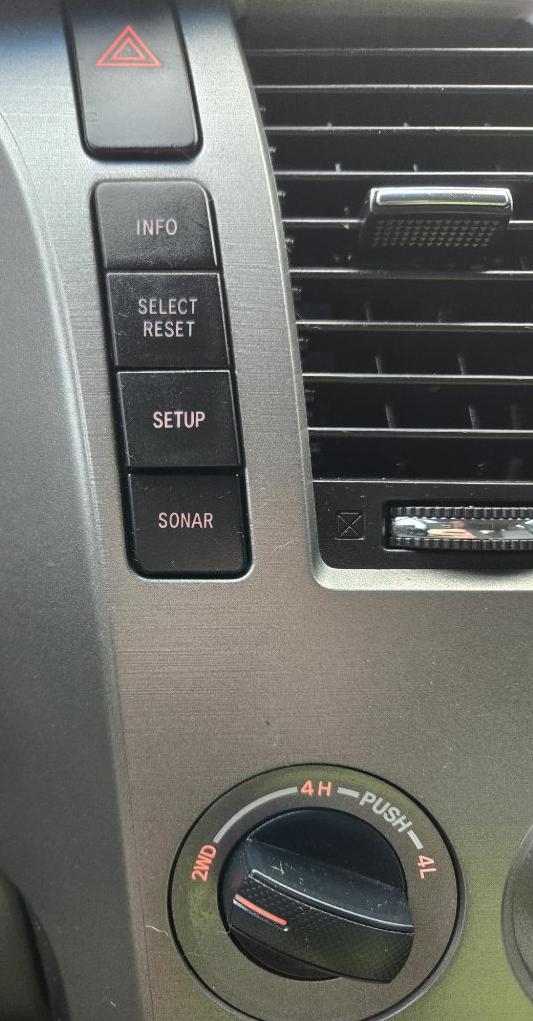 INFO
SELECT
RESET
SETUP
SONAR
2WD
4H
PUSH
4L